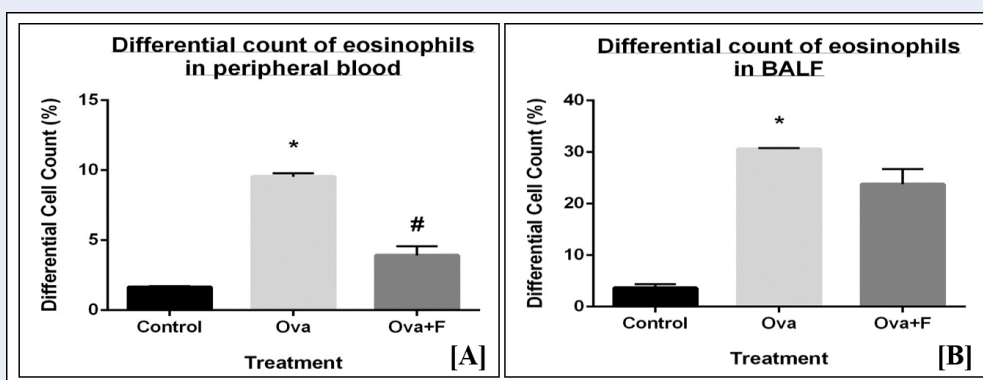 Differential count of eosinophils
in peripheral blood
Differential Cell Count (%)
15
10
5
0
*
#
Control Ova Ova+F
Treatment
[A]
Differential count of eosinophils
in BALF
Differential Cell Count (%)
40
30
20
10
0
*
Control Ova Ova+F
Treatment
[B]